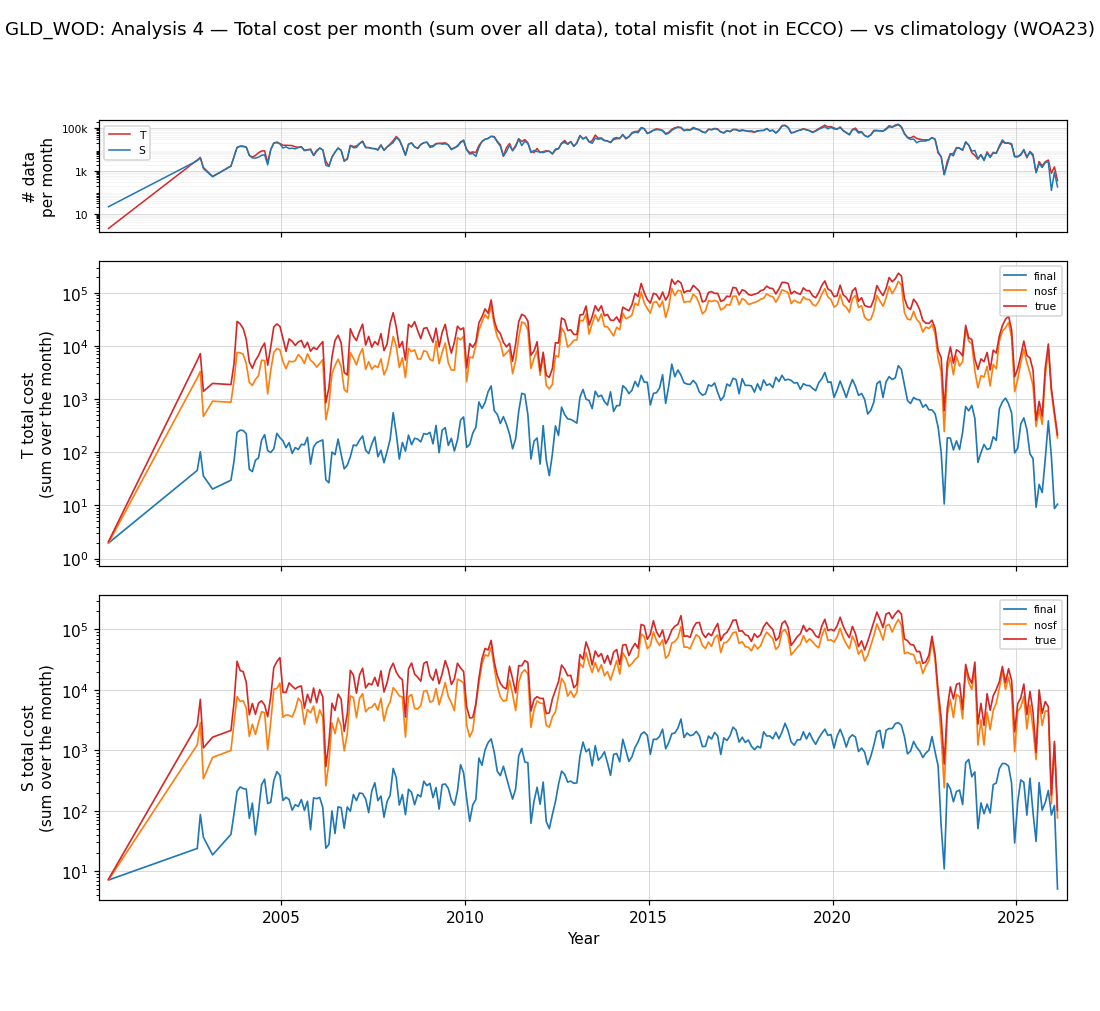 GLD_WOD: Analysis 4 — Total cost per month (sum over all data), total misfit (not in ECCO) — vs climatology (WOA23)
# data
per month
100k
1k
10
T
S
T total cost
(sum over the month)
10^5
10^4
10^3
10^2
10^1
10^0
final
nosf
true
S total cost
(sum over the month)
10^5
10^4
10^3
10^2
10^1
final
nosf
true
2005
2010
2015
2020
2025
Year